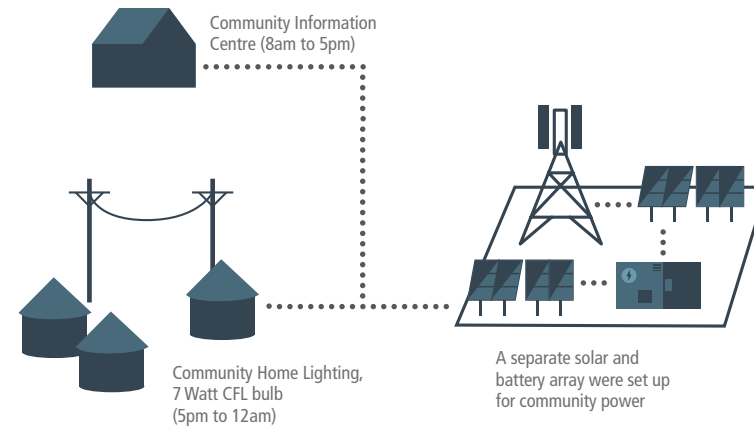 Community Information
Centre (8am to 5pm)
Community Home Lighting,
7 Watt CFL bulb
(5pm to 12am)
A separate solar and
battery array were set up
for community power